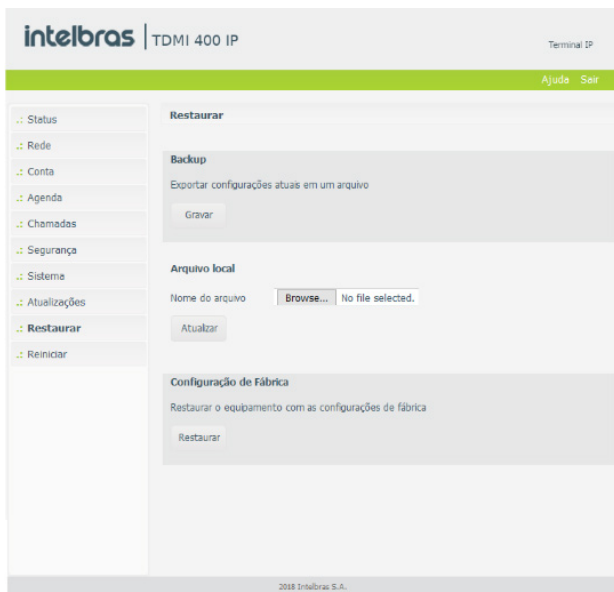 intelbras TDMI 400 IP
Terminal IP
Ajuda Sair
.: Status
.: Rede
.: Conta
.: Agenda
.: Chamadas
.: Segurança
.: Sistema
.: Atualizações
.: Restaurar
.: Reiniciar
Restaurar
Backup
Exportar configurações atuais em um arquivo
Gravar
Arquivo local
Nome do arquivo Browse... No file selected.
Atualizar
Configuração de Fábrica
Restaurar o equipamento com as configurações de fábrica
Restaurar
2018 Intelbras S.A.